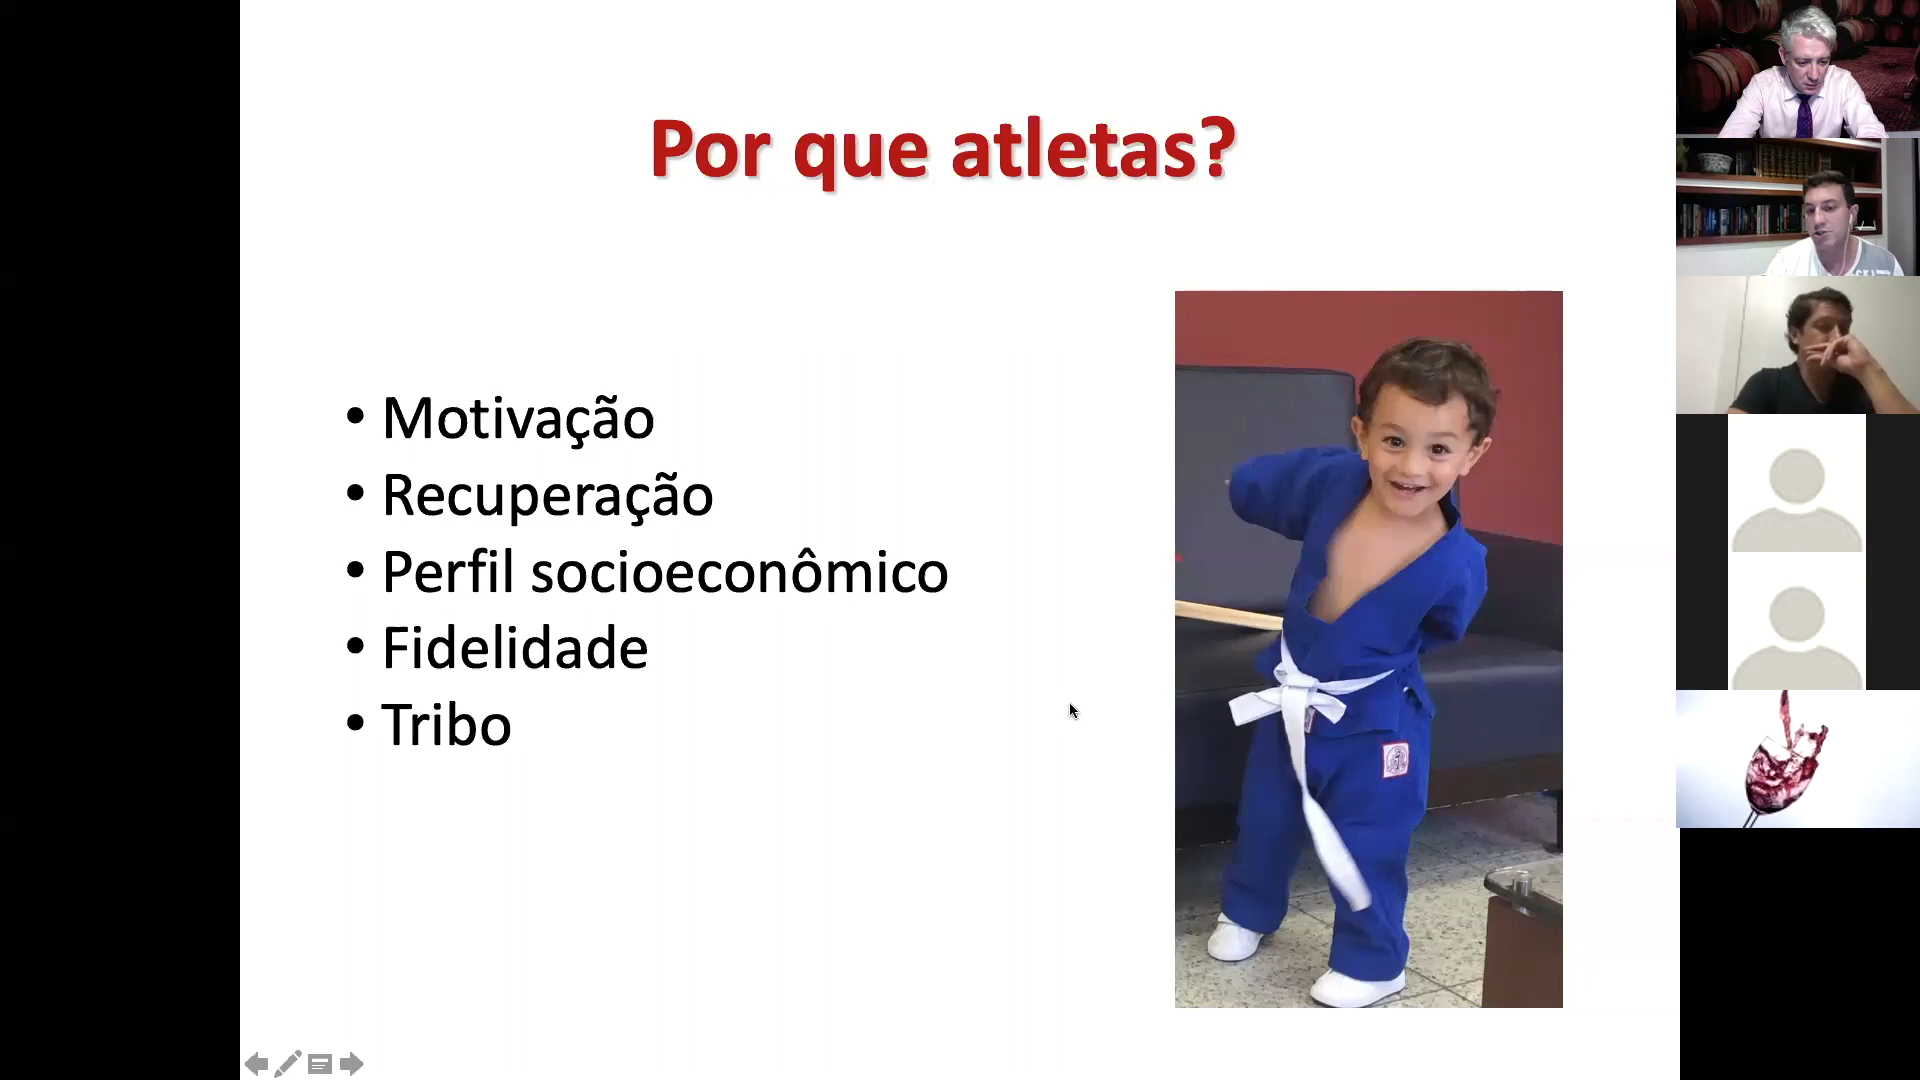 Por que atletas?
• Motivação
• Recuperação
• Perfil socioeconômico
• Fidelidade
• Tribo